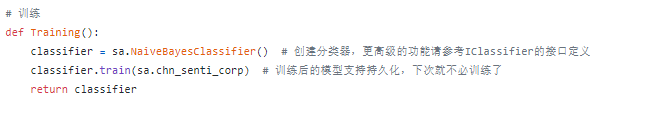 # 训练
def Training():
    classifier = sa.NaiveBayesClassifier()  # 创建分类器，更高级的功能请参考IClassifier的接口定义
    classifier.train(sa.chn_senti_corp)  # 训练后的模型支持持久化，下次就不必训练了
    return classifier